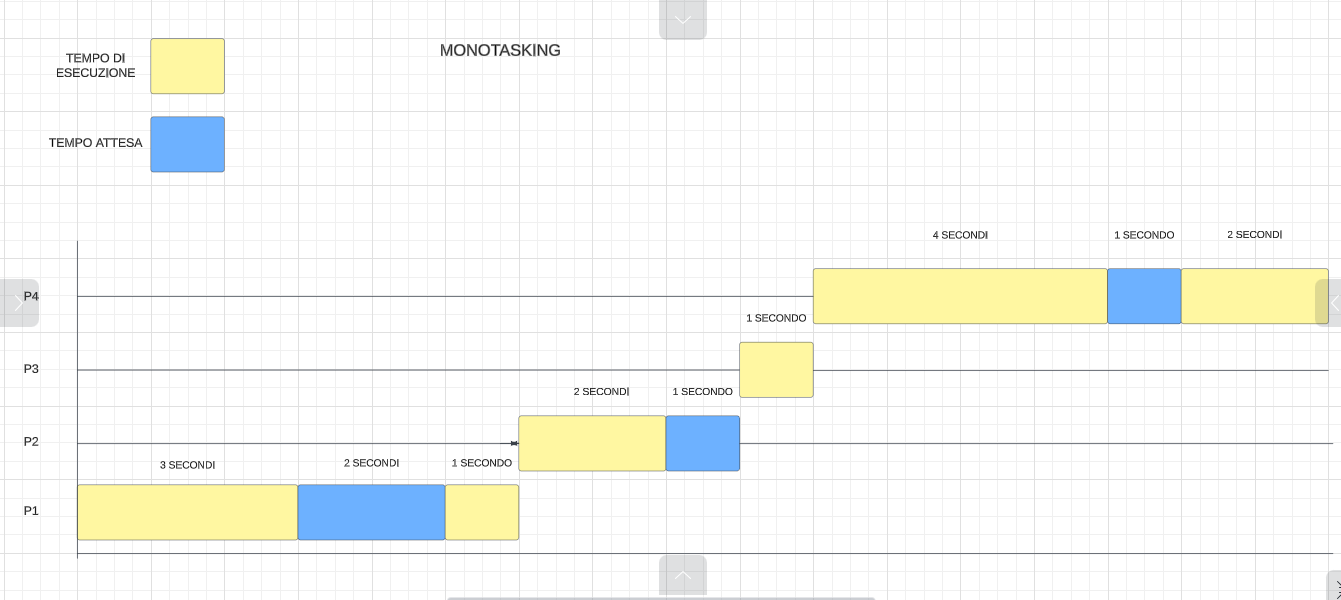 MONOTASKING
TEMPO DI
ESECUZIONE
TEMPO ATTESA
4 SECONDI
1 SECONDO
2 SECONDI
P4
1 SECONDO
P3
2 SECONDI
1 SECONDO
P2
3 SECONDI
2 SECONDI
1 SECONDO
P1